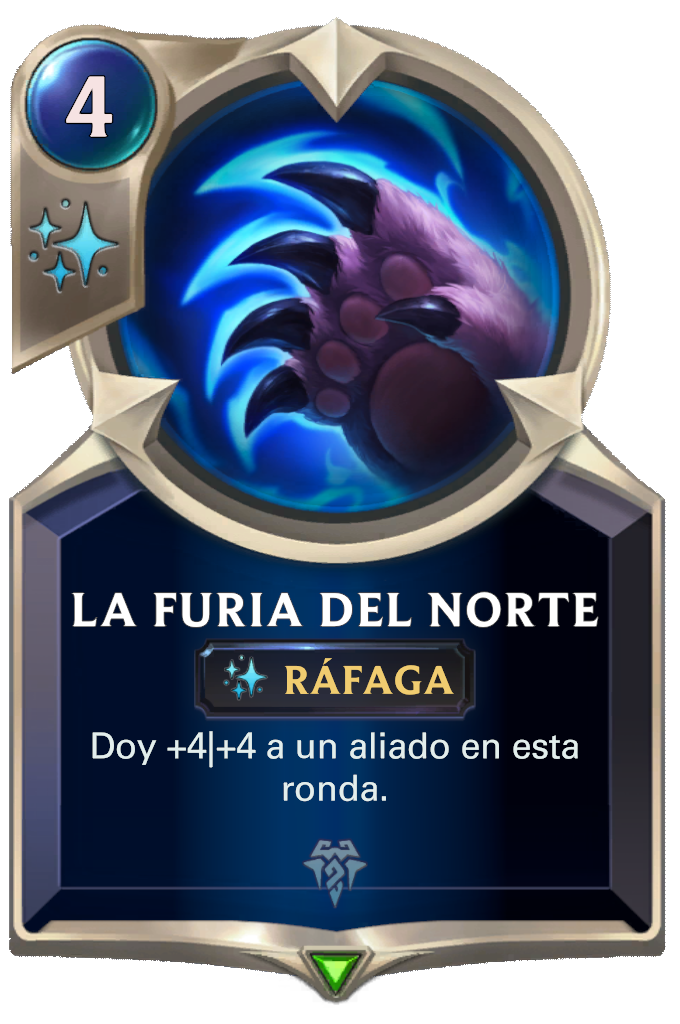 4
LA FURIA DEL NORTE
RÁFAGA
Doy +4|+4 a un aliado en esta
ronda.